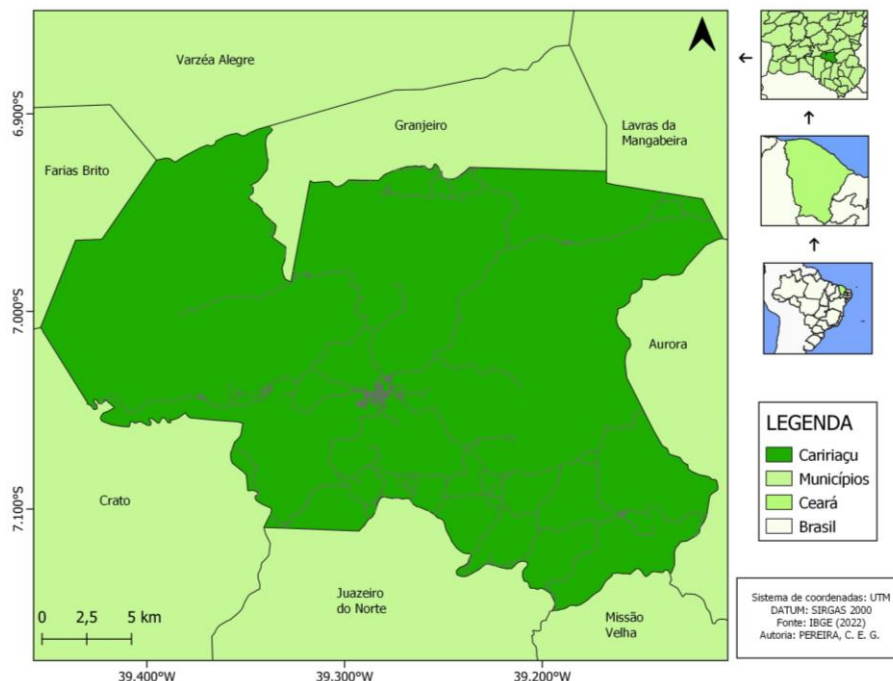 Varzéa Alegre
6.900°S
Granjeiro
Lavras da
Mangabeira
Farias Brito
7.000°S
Aurora
LEGENDA
Caririaçu
Municípios
Ceará
Brasil
Crato
7.100°S
Juazeiro
do Norte
Missão
Velha
0 2,5 5 km
39.400°W 39.300°W 39.200°W
Sistema de coordenadas: UTM
DATUM: SIRGAS 2000
Fonte: IBGE (2022)
Autoria: PEREIRA, C. E. G.